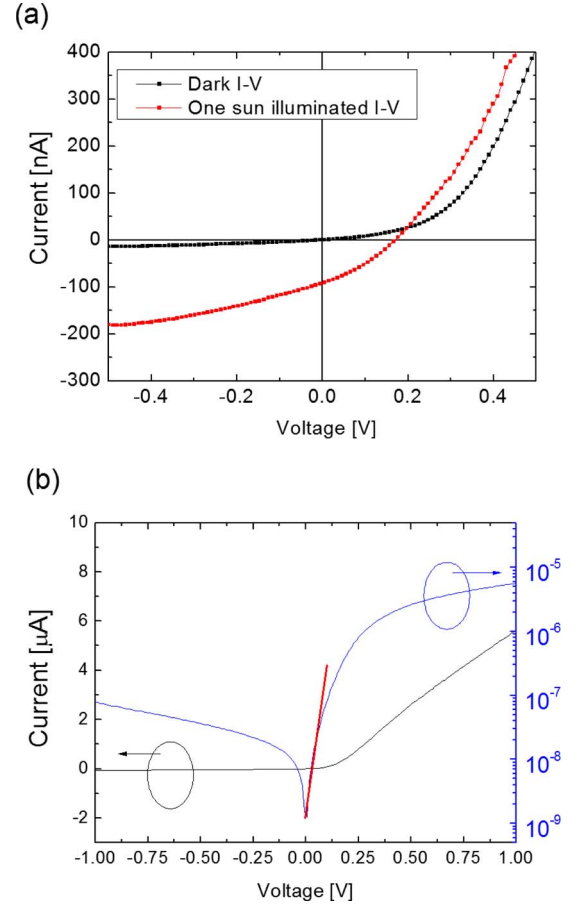 (a)
400
300
200
100
0
-100
-200
-300
Current [nA]
Dark I-V
One sun illuminated I-V
-0.4 -0.2 0.0 0.2 0.4
Voltage [V]
(b)
10
8
6
4
2
0
-2
Current [µA]
10⁻⁵
10⁻⁶
10⁻⁷
10⁻⁸
10⁻⁹
-1.00 -0.75 -0.50 -0.25 0.00 0.25 0.50 0.75 1.00
Voltage [V]